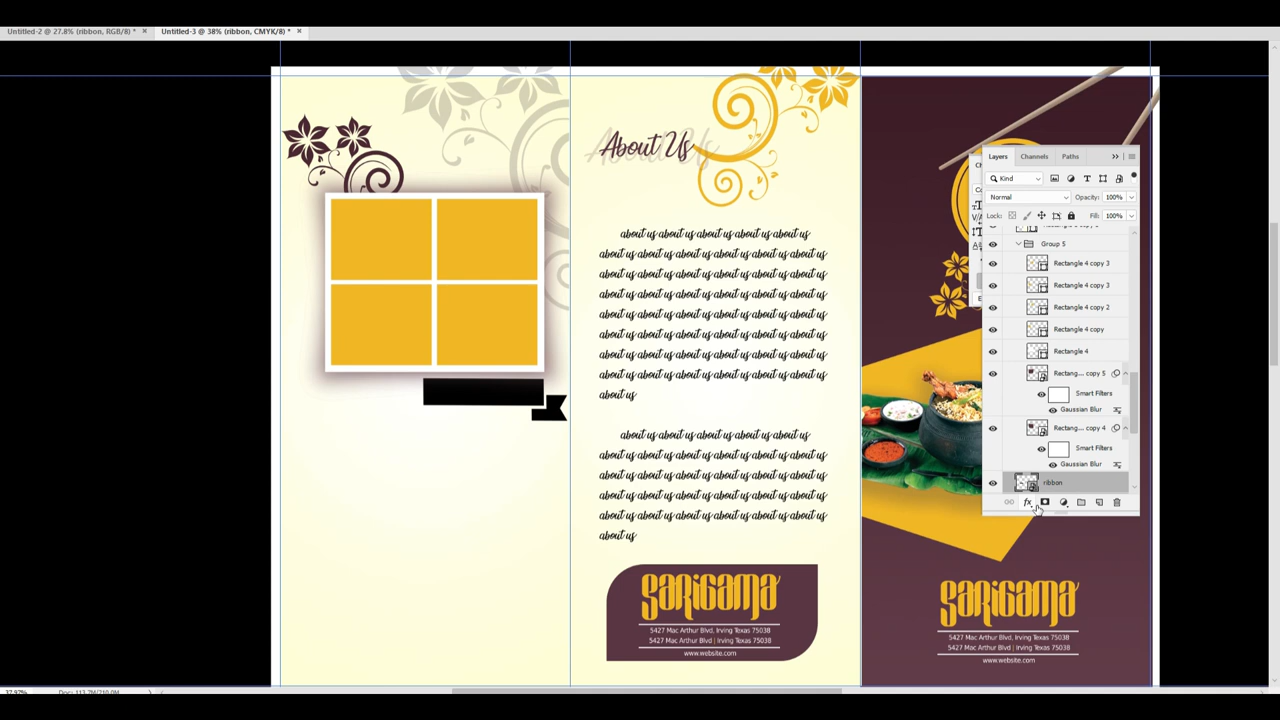 Untitled-2 @ 27.8% (ribbon, RGB/8) *
Untitled-3 @ 38% (ribbon, CMYK/8) *
About Us
about us about us about us about us about us
about us about us about us about us about us about us
about us about us about us about us about us about us
about us about us about us about us about us about us
about us about us about us about us about us about us
about us about us about us about us about us about us
about us about us about us about us about us about us
about us about us about us about us about us about us
about us
about us about us about us about us about us
about us about us about us about us about us about us
about us about us about us about us about us about us
about us about us about us about us about us about us
about us about us about us about us about us about us
about us
SARIGAMA
5427 Mac Arthur Blvd, Irving Texas 75038
5427 Mac Arthur Blvd | Irving Texas 75038
www.website.com
SARIGAMA
5427 Mac Arthur Blvd, Irving Texas 75038
5427 Mac Arthur Blvd | Irving Texas 75038
www.website.com
Layers Channels Paths
Kind
Normal Opacity: 100%
Lock: Fill: 100%
Group 5
Rectangle 4 copy 3
Rectangle 4 copy 3
Rectangle 4 copy 2
Rectangle 4 copy
Rectangle 4
Rectang... copy 5
Smart Filters
Gaussian Blur
Rectang... copy 4
Smart Filters
Gaussian Blur
ribbon
fx